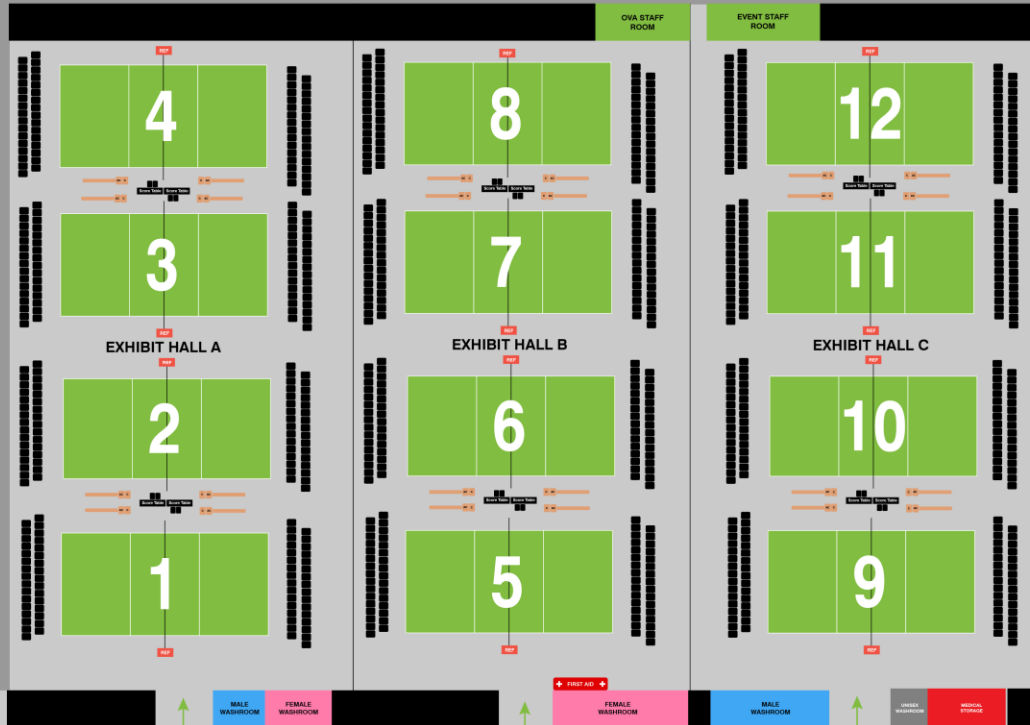 OVA STAFF
ROOM
EVENT STAFF
ROOM
REF
REF
REF
4
8
12
Score Table
Score Table
Score Table
Score Table
Score Table
Score Table
3
7
11
REF
REF
REF
EXHIBIT HALL A
EXHIBIT HALL B
EXHIBIT HALL C
REF
REF
REF
2
6
10
Score Table
Score Table
Score Table
Score Table
Score Table
Score Table
1
5
9
REF
REF
REF
FIRST AID
MALE
WASHROOM
FEMALE
WASHROOM
FEMALE
WASHROOM
MALE
WASHROOM
UNISEX
WASHROOM
MEDICAL
STORAGE